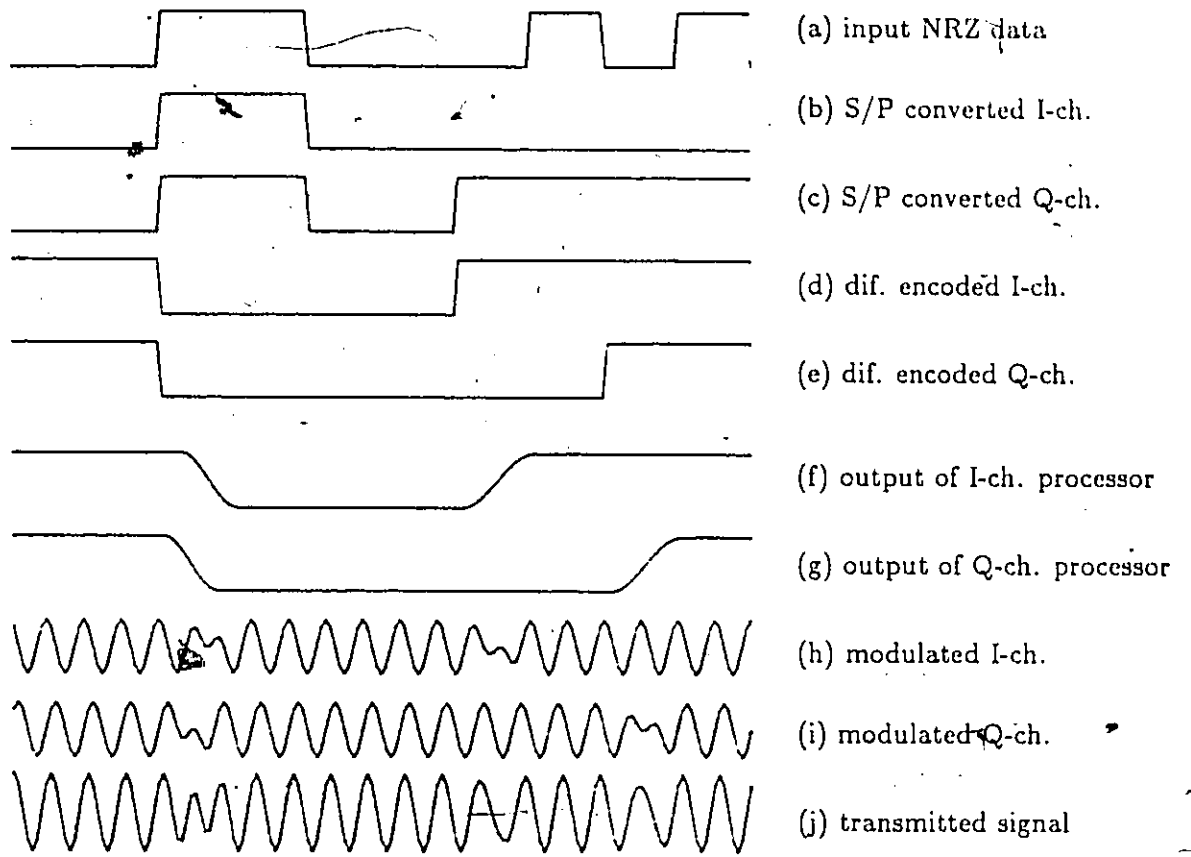 (a) input NRZ data
(b) S/P converted I-ch.
(c) S/P converted Q-ch.
(d) dif. encoded I-ch.
(e) dif. encoded Q-ch.
(f) output of I-ch. processor
(g) output of Q-ch. processor
(h) modulated I-ch.
(i) modulated Q-ch.
(j) transmitted signal